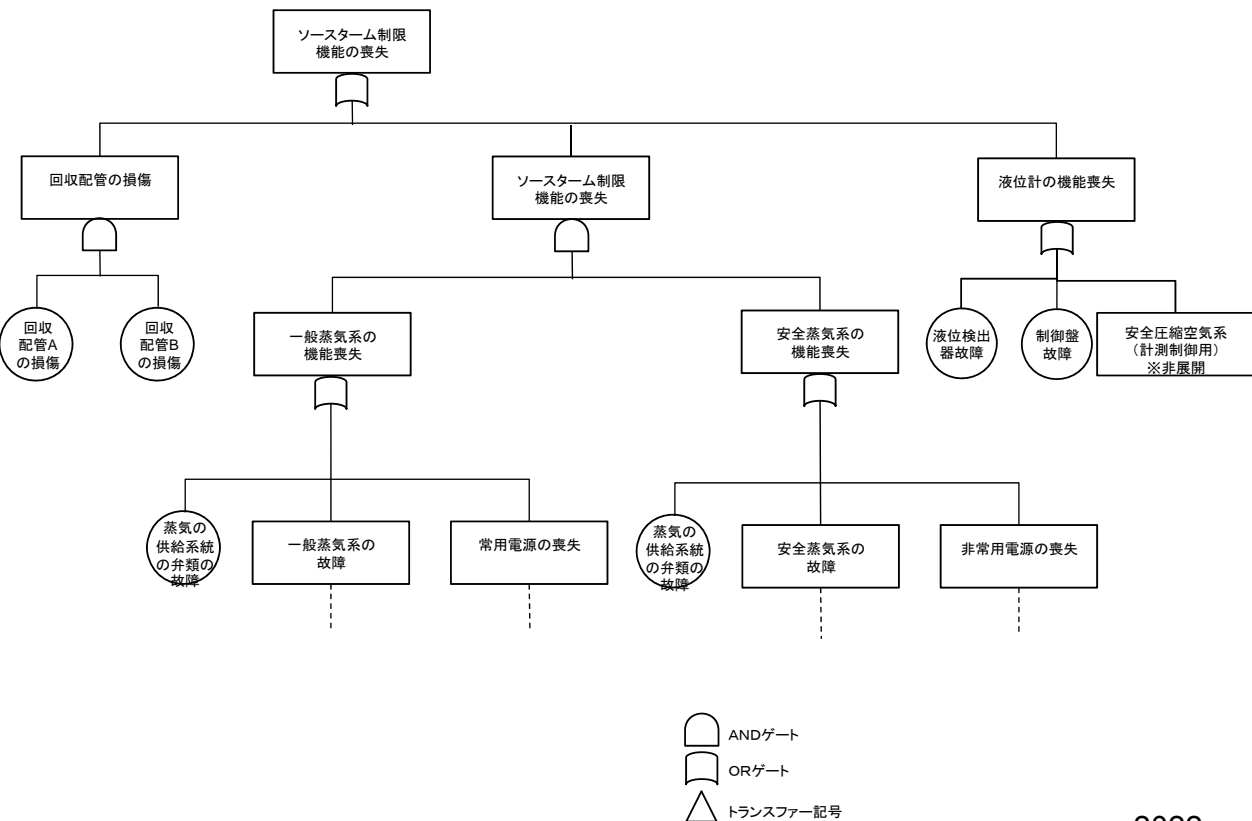 ソースターム制限
機能の喪失
回収配管の損傷
ソースターム制限
機能の喪失
液位計の機能喪失
回収
配管A
の損傷
回収
配管B
の損傷
一般蒸気系の
機能喪失
安全蒸気系の
機能喪失
液位検出
器故障
制御盤
故障
安全圧縮空気系
（計測制御用）
※非展開
蒸気の
供給系統
の弁類の
故障
一般蒸気系の
故障
常用電源の喪失
蒸気の
供給系統
の弁類の
故障
安全蒸気系の
故障
非常用電源の喪失
ANDゲート
ORゲート
トランスファー記号